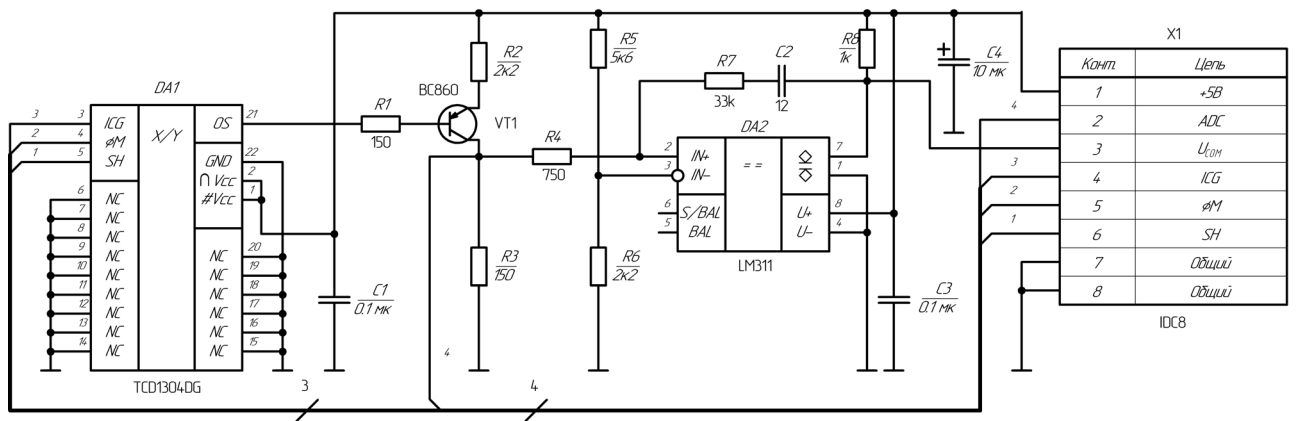 DA1
3 3 ICG X/Y OS 21
2 4 øM
1 5 SH GND 22
∩ Vcc 2
#Vcc 1
6 NC
7 NC
8 NC
9 NC NC 20
10 NC NC 19
11 NC NC 18
12 NC NC 17
13 NC NC 16
14 NC NC 15
TCD1304DG
3
C1
0.1 мк
R1
150
R2
2к2
BC860
VT1
R3
150
4
4
R4
750
R5
5к6
R6
2к2
R7
33k
C2
12
R8
1к
DA2
2 IN+ == 7
3 IN- 1
6 S/BAL U+ 8
5 BAL U- 4
LM311
C3
0.1 мк
+
C4
10 мк
X1
Конт. Цепь
1 +5В
4 2 ADC
3 UCOM
3 4 ICG
2 5 øM
1 6 SH
7 Общий
8 Общий
IDC8